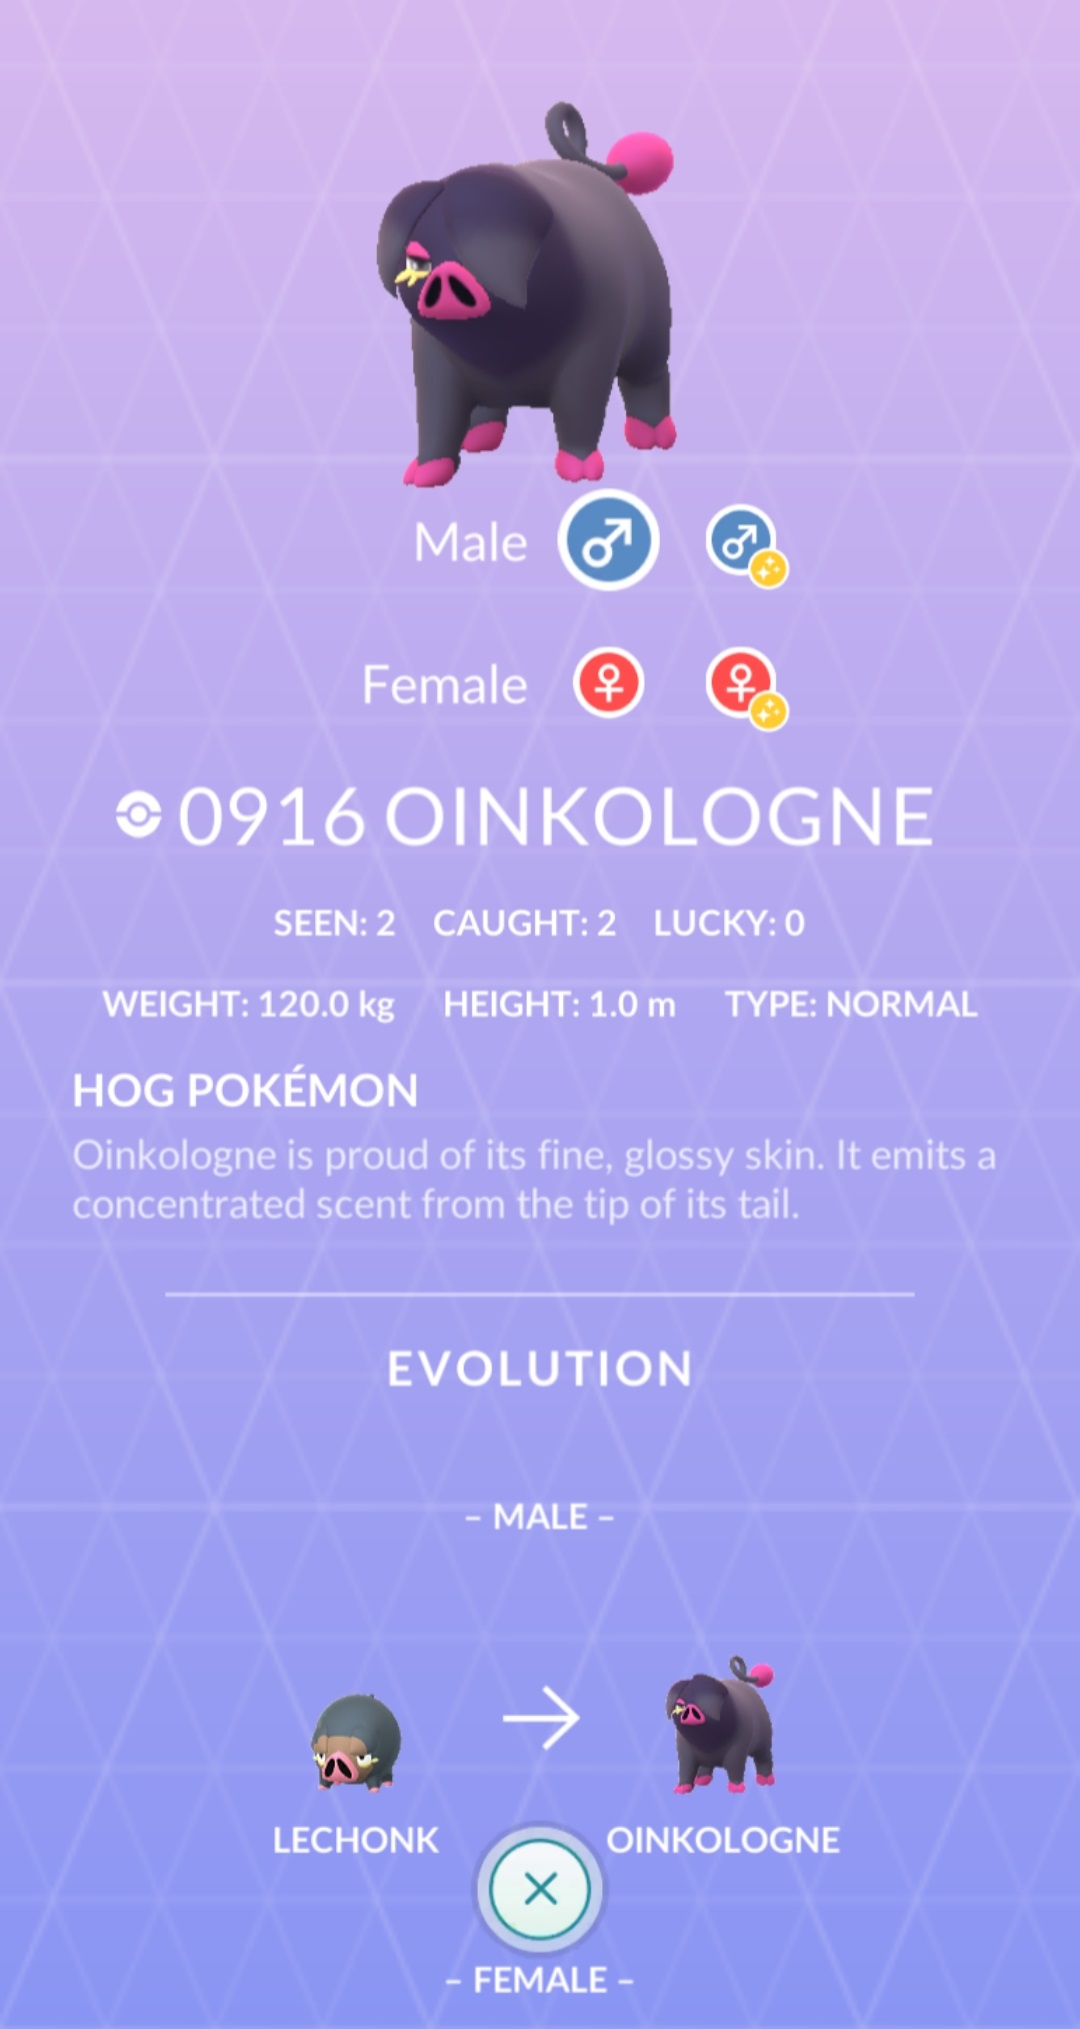 Male
Female
0916 OINKOLOGNE
SEEN: 2 CAUGHT: 2 LUCKY: 0
WEIGHT: 120.0 kg HEIGHT: 1.0 m TYPE: NORMAL
HOG POKÉMON
Oinkologne is proud of its fine, glossy skin. It emits a
concentrated scent from the tip of its tail.
EVOLUTION
– MALE –
LECHONK OINKOLOGNE
– FEMALE –